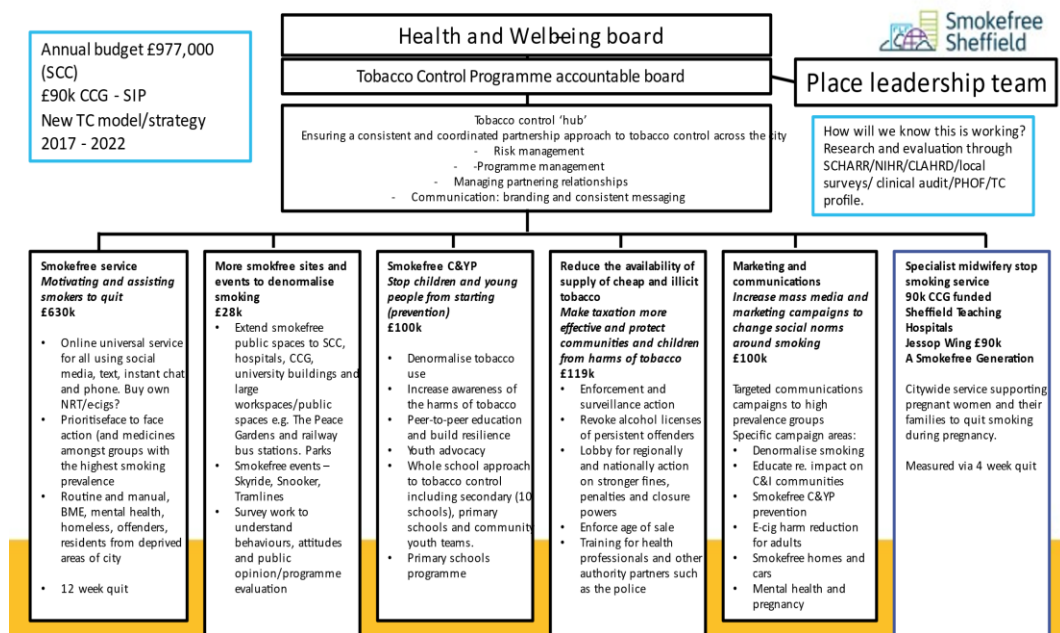 Annual budget £977,000
(SCC)
£90k CCG - SIP
New TC model/strategy
2017 - 2022
Health and Welbeing board
Tobacco Control Programme accountable board
Smokefree
Sheffield
Place leadership team
Tobacco control 'hub'
Ensuring a consistent and coordinated partnership approach to tobacco control across the city
- Risk management
- -Programme management
- Managing partnering relationships
- Communication: branding and consistent messaging
How will we know this is working?
Research and evaluation through
SCHARR/NIHR/CLAHRD/local
surveys/ clinical audit/PHOF/TC
profile.
Smokefree service
Motivating and assisting
smokers to quit
£630k
• Online universal service
for all using social
media, text, instant chat
and phone. Buy own
NRT/e-cigs?
• Prioritiseface to face
action (and medicines
amongst groups with
the highest smoking
prevalence
• Routine and manual,
BME, mental health,
homeless, offenders,
residents from deprived
areas of city
• 12 week quit
More smokfree sites and
events to denormalise
smoking
£28k
• Extend smokefree
public spaces to SCC,
hospitals, CCG,
university buildings and
large
workspaces/public
spaces e.g. The Peace
Gardens and railway
bus stations. Parks
• Smokefree events –
Skyride, Snooker,
Tramlines
• Survey work to
understand
behaviours, attitudes
and public
opinion/programme
evaluation
Smokefree C&YP
Stop children and young
people from starting
(prevention)
£100k
• Denormalise tobacco
use
• Increase awareness of
the harms of tobacco
• Peer-to-peer education
and build resilience
• Youth advocacy
• Whole school approach
to tobacco control
including secondary (10
schools), primary
schools and community
youth teams.
• Primary schools
programme
Reduce the availability of
supply of cheap and illicit
tobacco
Make taxation more
effective and protect
communities and children
from harms of tobacco
£119k
• Enforcement and
surveillance action
• Revoke alcohol licenses
of persistent offenders
• Lobby for regionally and
nationally action
on stronger fines,
penalties and closure
powers
• Enforce age of sale
• Training for health
professionals and other
authority partners such
as the police
Marketing and
communications
Increase mass media and
marketing campaigns to
change social norms
around smoking
£100k
Targeted communications
campaigns to high
prevalence groups
Specific campaign areas:
• Denormalise smoking
• Educate re. impact on
C&I communities
• Smokefree C&YP
prevention
• E-cig harm reduction
for adults
• Smokefree homes and
cars
• Mental health and
pregnancy
Specialist midwifery stop
smoking service
90k CCG funded
Sheffield Teaching
Hospitals
Jessop Wing £90k
A Smokefree Generation
Citywide service supporting
pregnant women and their
families to quit smoking
during pregnancy.
Measured via 4 week quit